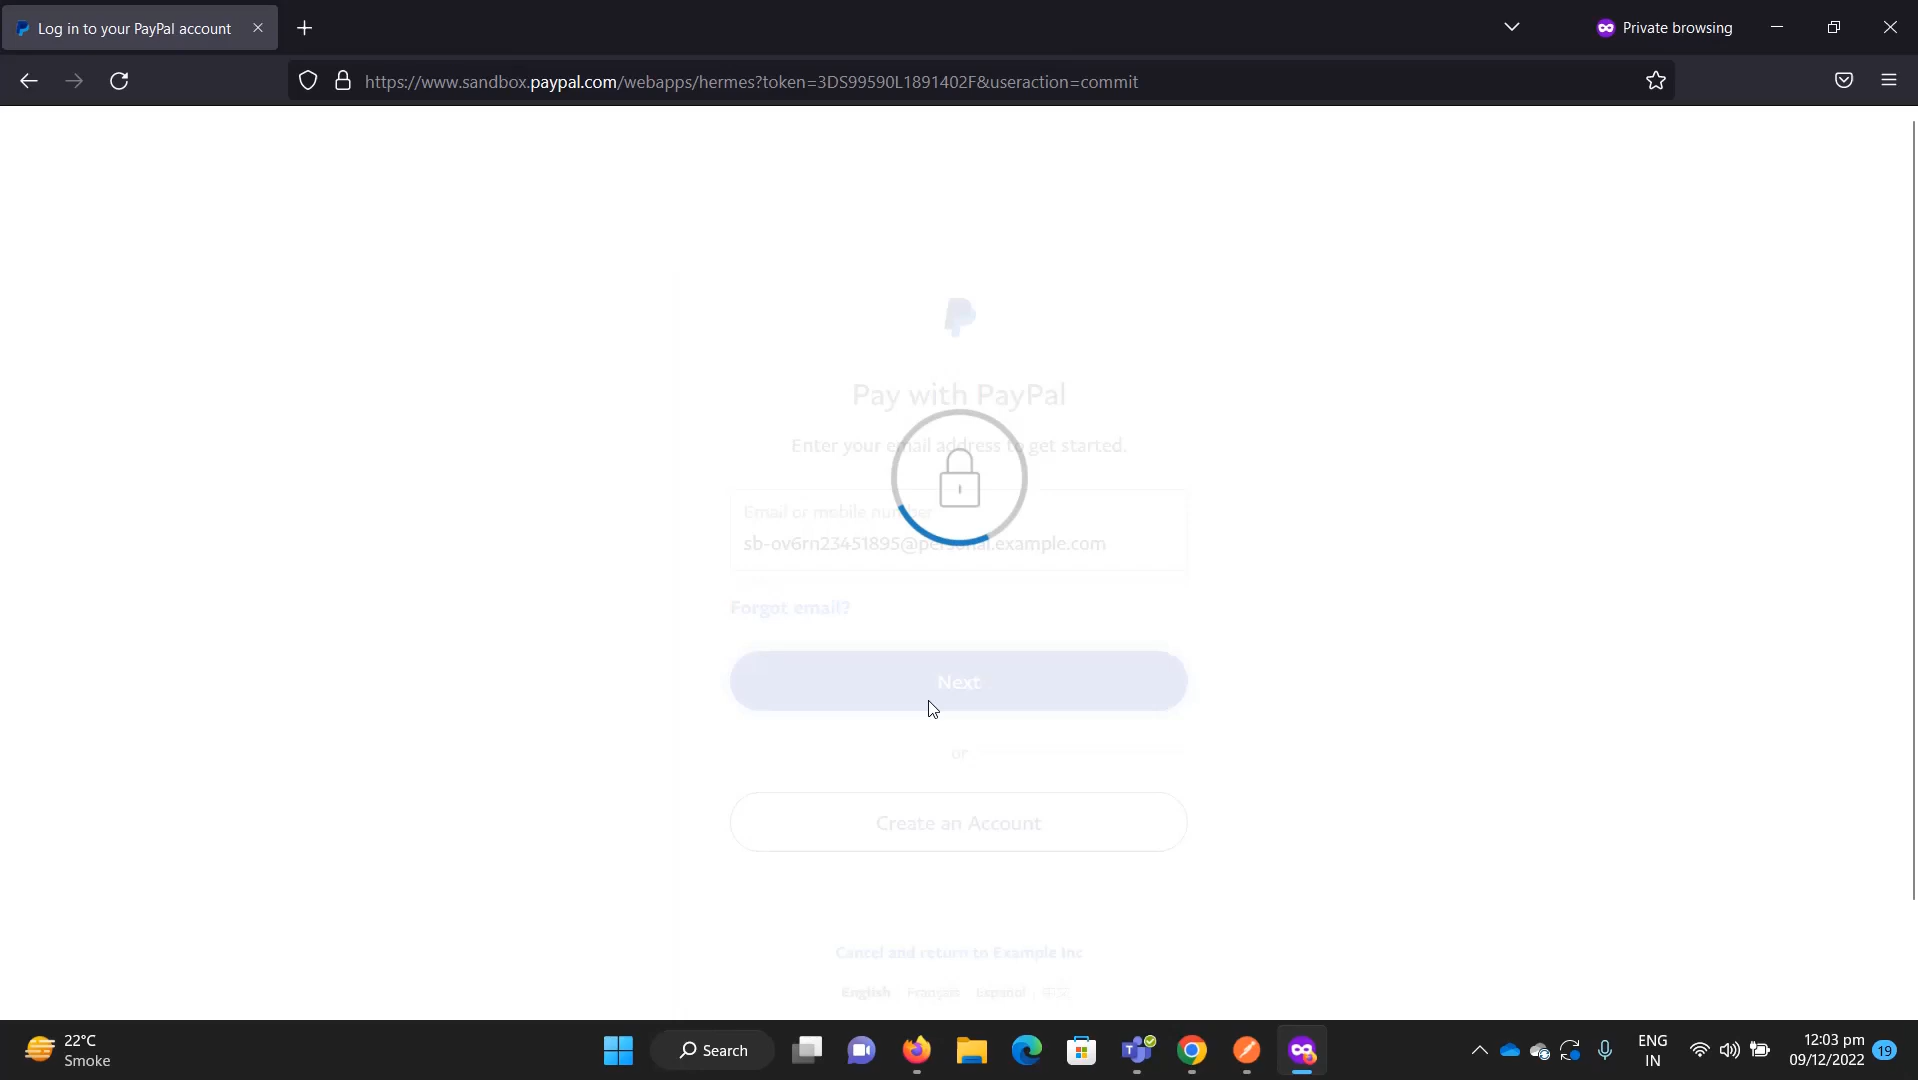 Log in to your PayPal account
Private browsing
https://www.sandbox.paypal.com/webapps/hermes?token=3DS99590L1891402F&useraction=commit
Pay with PayPal
Enter your email address to get started.
Email or mobile number
sb-ov6rn23451895@personal.example.com
Forgot email?
Next
or
Create an Account
Cancel and return to Example Inc
English Français Español 中文
22°C
Smoke
Search
ENG
IN
12:03 pm
09/12/2022
19